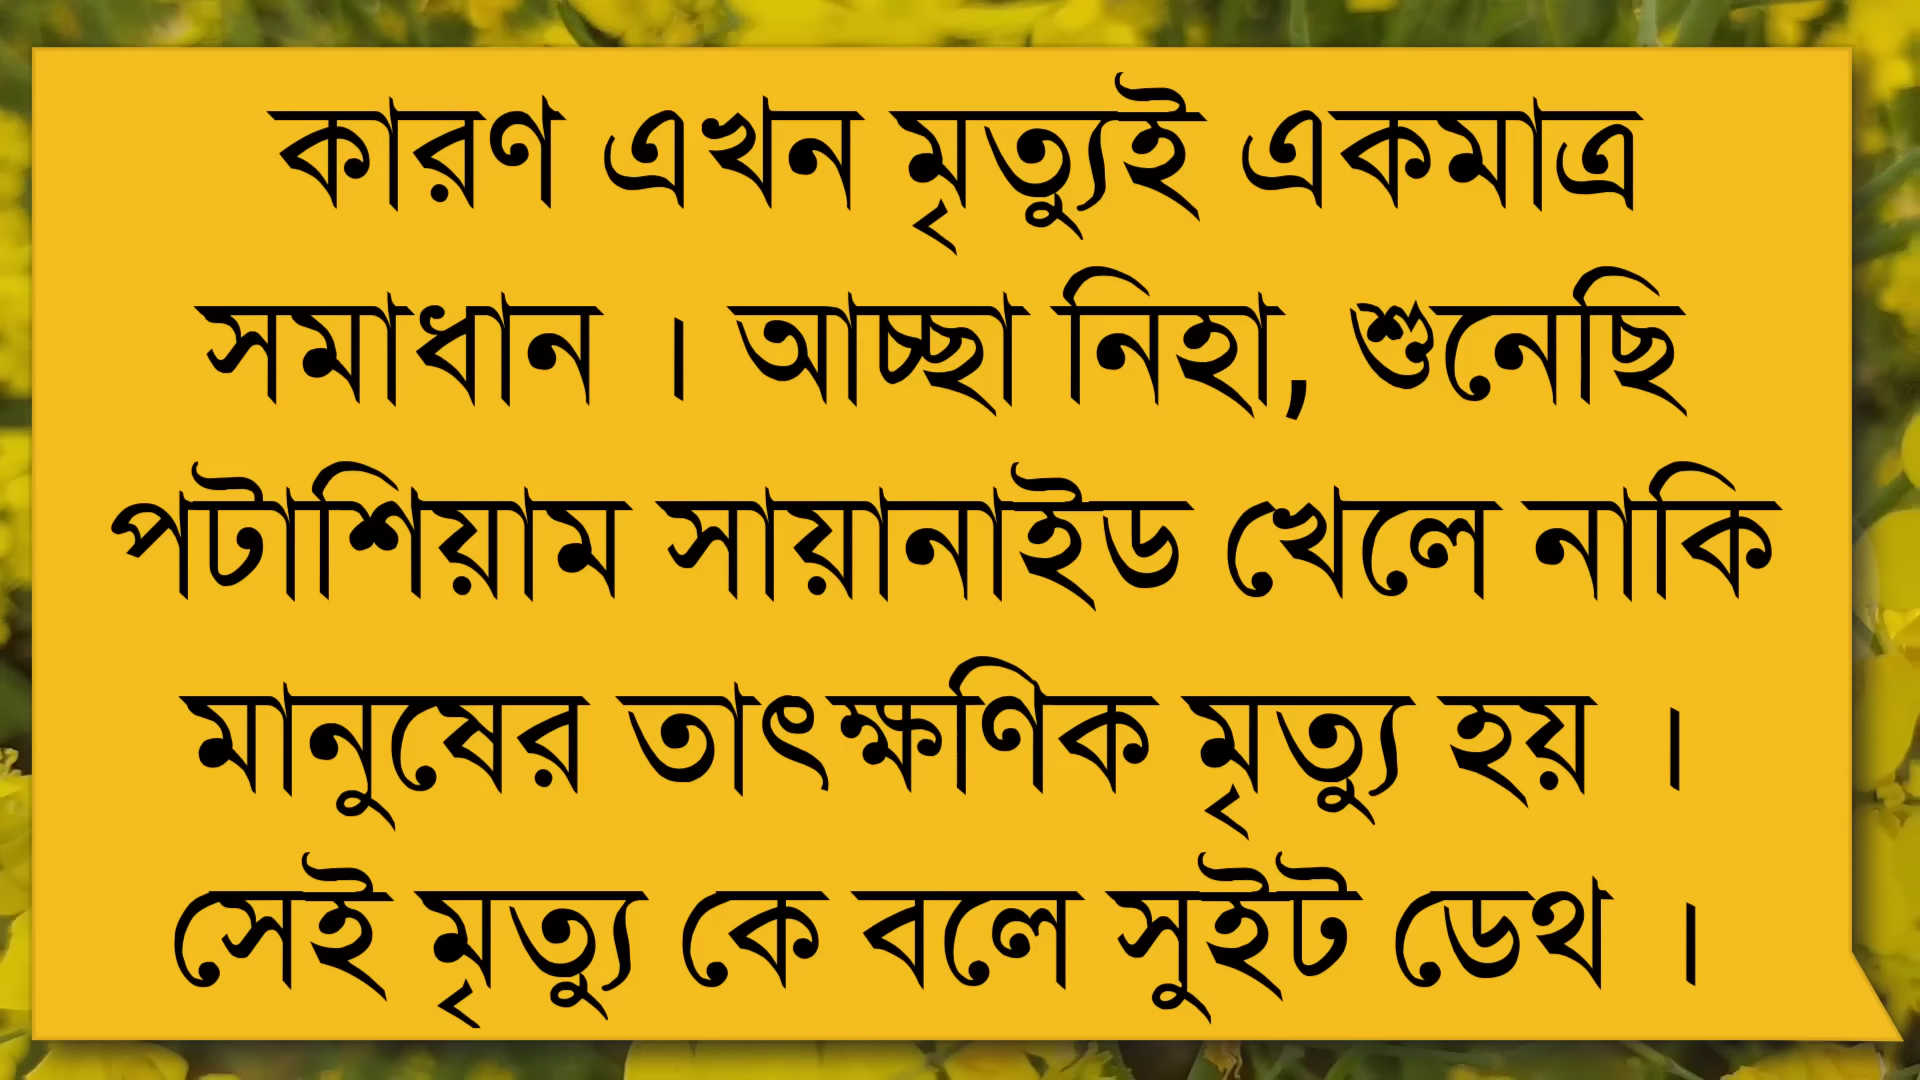 কারণ এখন মৃত্যুই একমাত্র
সমাধান । আচ্ছা নিহা, শুনেছি
পটাশিয়াম সায়ানাইড খেলে নাকি
মানুষের তাৎক্ষণিক মৃত্যু হয় ।
সেই মৃত্যু কে বলে সুইট ডেথ ।